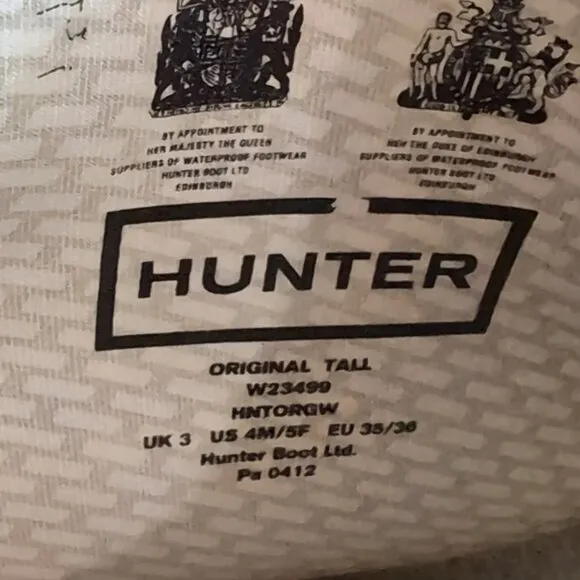 BY APPOINTMENT TO
HER MAJESTY THE QUEEN
SUPPLIERS OF WATERPROOF FOOTWEAR
HUNTER BOOT LTD
EDINBURGH
BY APPOINTMENT TO
HRH THE DUKE OF EDINBURGH
SUPPLIERS OF WATERPROOF FOOTWEAR
HUNTER BOOT LTD
EDINBURGH
HUNTER
ORIGINAL TALL
W23499
HNTORGW
UK 3 US 4M/5F EU 35/36
Hunter Boot Ltd.
Pa 0412